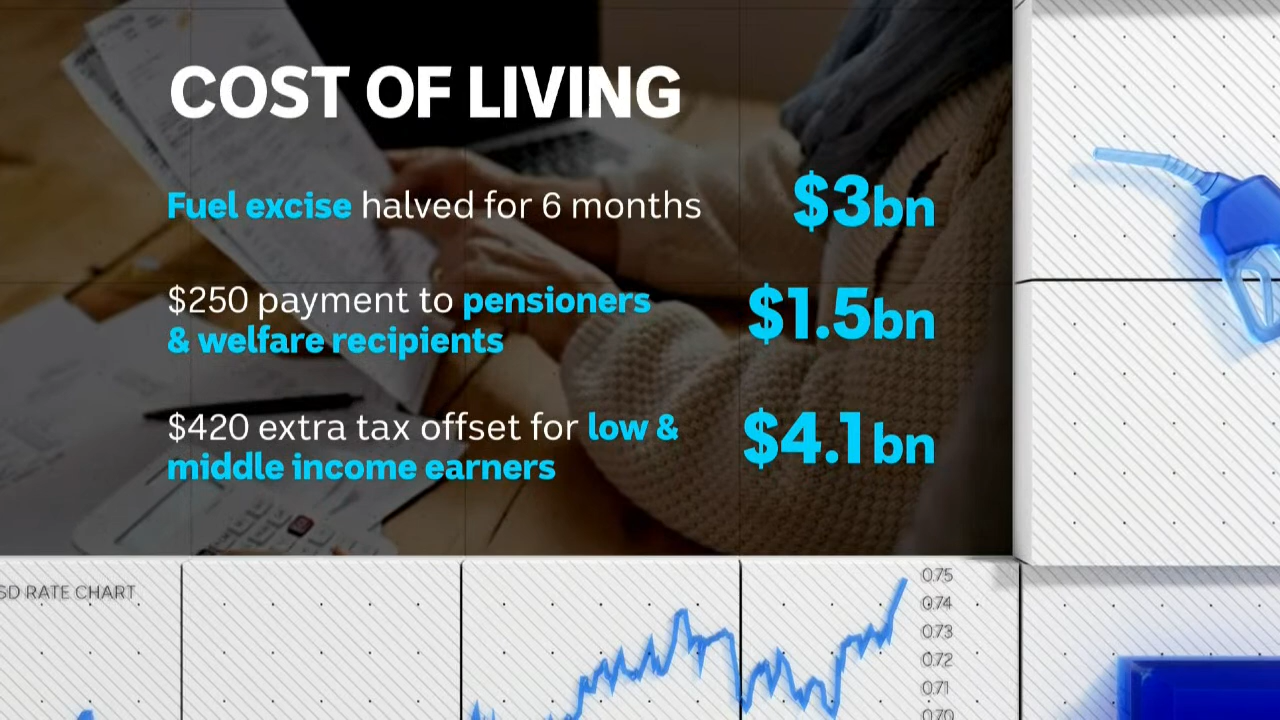 COST OF LIVING
Fuel excise halved for 6 months
$3bn
$250 payment to pensioners
& welfare recipients
$1.5bn
$420 extra tax offset for low &
middle income earners
$4.1bn
SD RATE CHART
0.75
0.74
0.73
0.72
0.71
0.70